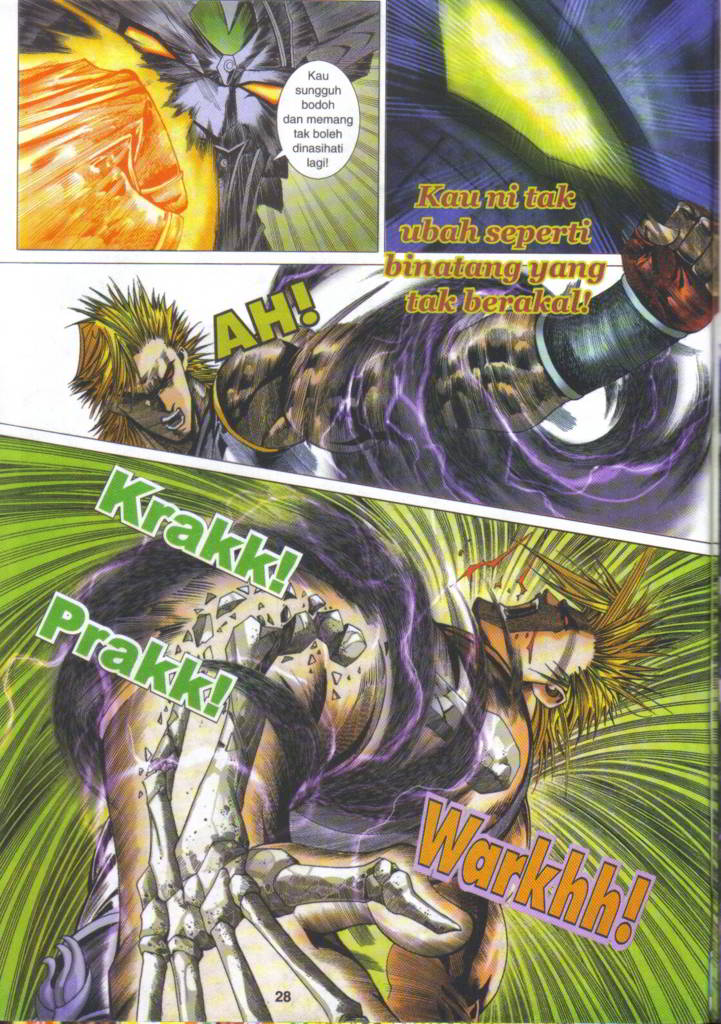 Kau
sungguh
bodoh
dan memang
tak boleh
dinasihati
lagi!
Kau ni tak
ubah seperti
binatang yang
tak berakal!
AH!
Krakk!
Prakk!
Warkhh!
28